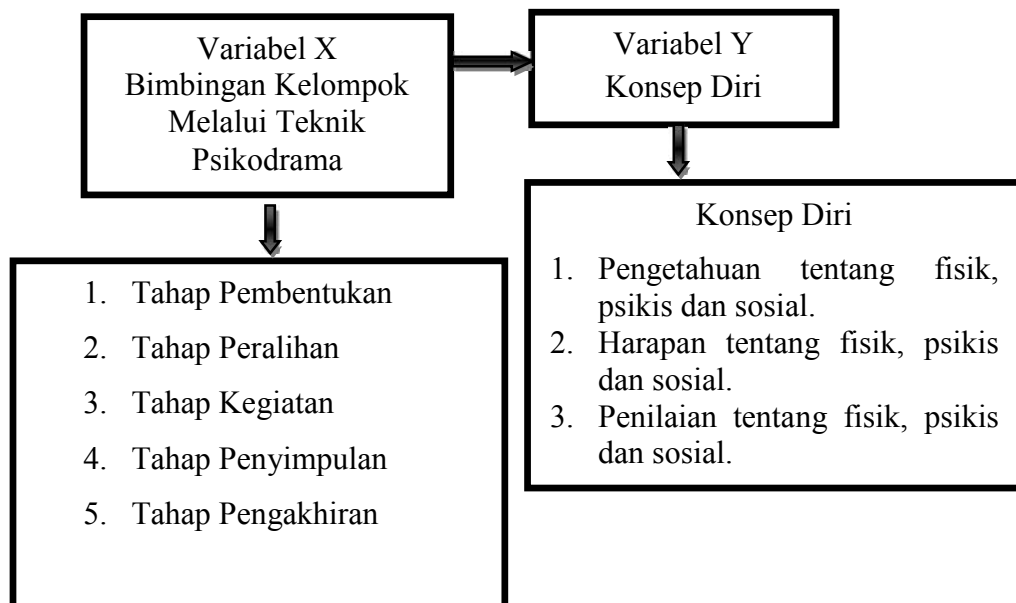 Variabel X
Bimbingan Kelompok
Melalui Teknik
Psikodrama
Variabel Y
Konsep Diri
1. Tahap Pembentukan
2. Tahap Peralihan
3. Tahap Kegiatan
4. Tahap Penyimpulan
5. Tahap Pengakhiran
Konsep Diri
1. Pengetahuan tentang fisik,
psikis dan sosial.
2. Harapan tentang fisik, psikis
dan sosial.
3. Penilaian tentang fisik, psikis
dan sosial.